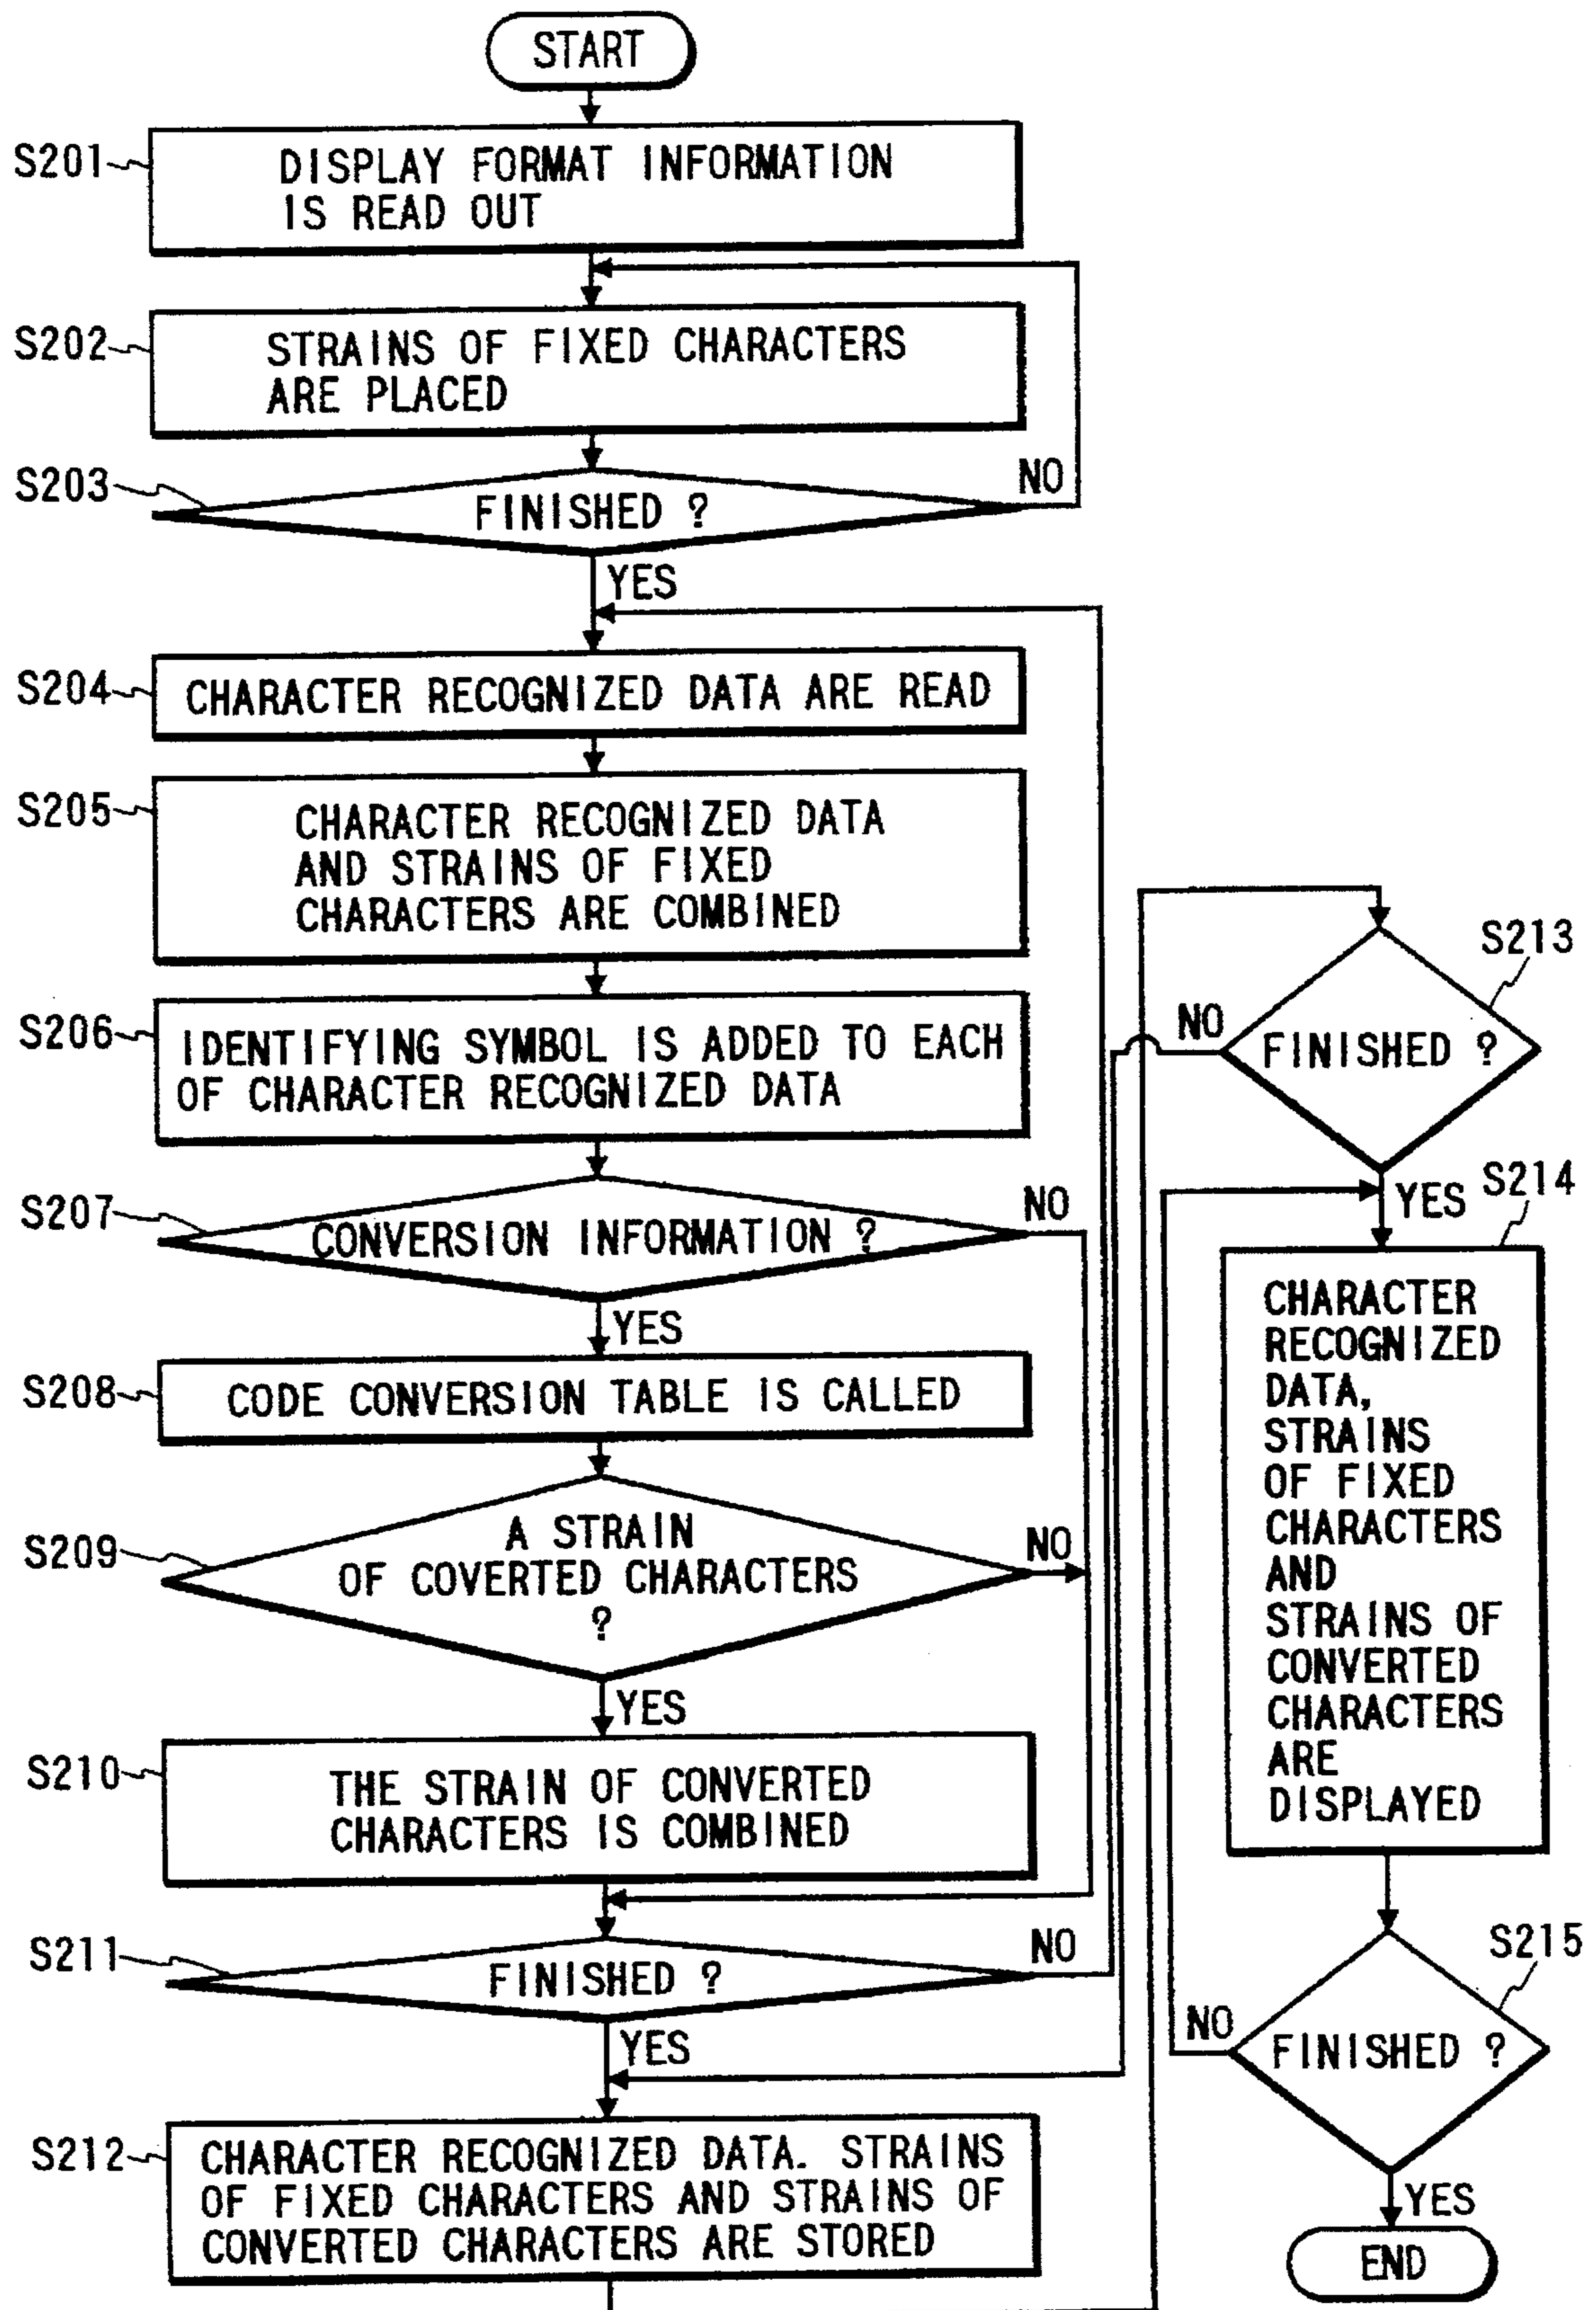 START
S201
DISPLAY FORMAT INFORMATION
IS READ OUT
S202
STRAINS OF FIXED CHARACTERS
ARE PLACED
S203
FINISHED ?
NO
YES
S204
CHARACTER RECOGNIZED DATA ARE READ
S205
CHARACTER RECOGNIZED DATA
AND STRAINS OF FIXED
CHARACTERS ARE COMBINED
S206
IDENTIFYING SYMBOL IS ADDED TO EACH
OF CHARACTER RECOGNIZED DATA
S207
CONVERSION INFORMATION ?
NO
YES
S208
CODE CONVERSION TABLE IS CALLED
S209
A STRAIN
OF COVERTED CHARACTERS
?
NO
YES
S210
THE STRAIN OF CONVERTED
CHARACTERS IS COMBINED
S211
FINISHED ?
NO
YES
S212
CHARACTER RECOGNIZED DATA. STRAINS
OF FIXED CHARACTERS AND STRAINS OF
CONVERTED CHARACTERS ARE STORED
S213
NO
FINISHED ?
YES
S214
CHARACTER
RECOGNIZED
DATA,
STRAINS
OF FIXED
CHARACTERS
AND
STRAINS OF
CONVERTED
CHARACTERS
ARE
DISPLAYED
S215
NO
FINISHED ?
YES
END